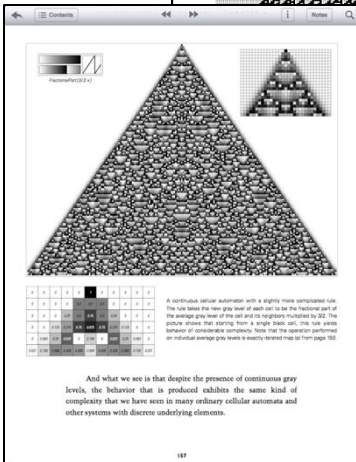 Contents
i
Notes
FractionalPart[3/2 x]
A continuous cellular automaton with a slightly more complicated rule.
The rule takes the new gray level of each cell to be the fractional part of
the average gray level of the cell and its neighbors multiplied by 3/2. The
picture shows that starting from a single black cell, this rule yields
behavior of considerable complexity. Note that the operation performed
on individual average gray levels is exactly iterated map (a) from page 150.
And what we see is that despite the presence of continuous gray
levels, the behavior that is produced exhibits the same kind of
complexity that we have seen in many ordinary cellular automata and
other systems with discrete underlying elements.
157